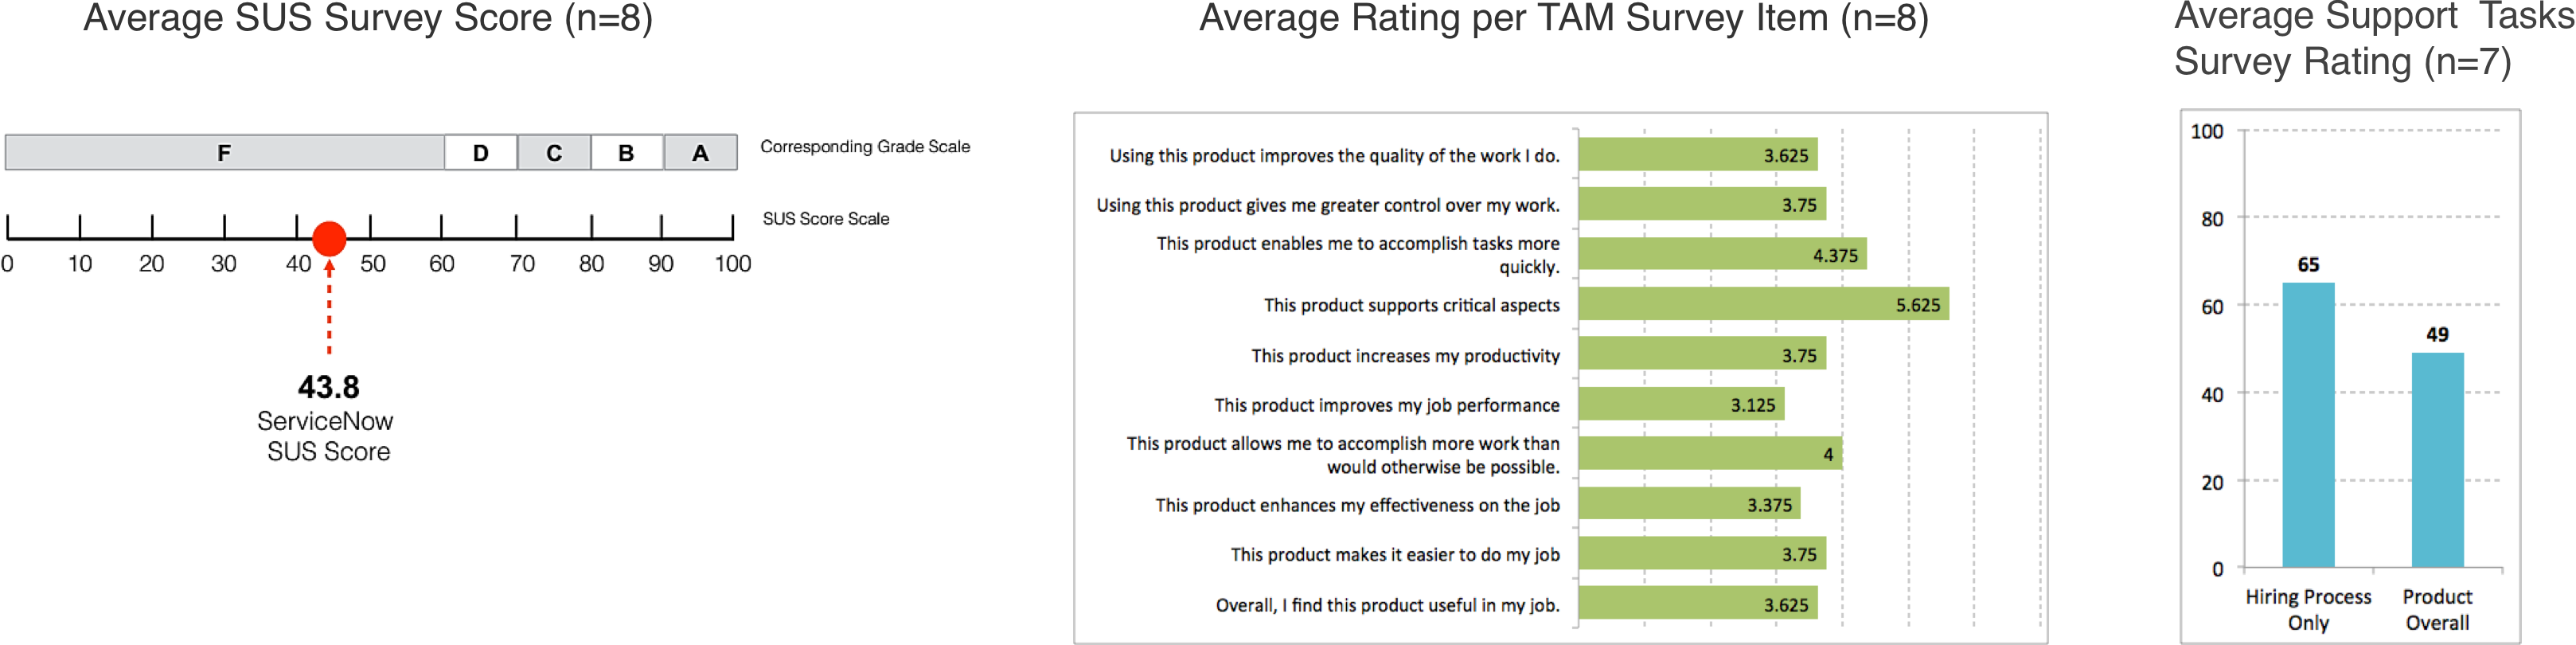 Average SUS Survey Score (n=8)
F D C B A
Corresponding Grade Scale
SUS Score Scale
0 10 20 30 40 50 60 70 80 90 100
43.8
ServiceNow
SUS Score
Average Rating per TAM Survey Item (n=8)
Using this product improves the quality of the work I do. 3.625
Using this product gives me greater control over my work. 3.75
This product enables me to accomplish tasks more
quickly. 4.375
This product supports critical aspects 5.625
This product increases my productivity 3.75
This product improves my job performance 3.125
This product allows me to accomplish more work than
would otherwise be possible. 4
This product enhances my effectiveness on the job 3.375
This product makes it easier to do my job 3.75
Overall, I find this product useful in my job. 3.625
Average Support Tasks
Survey Rating (n=7)
100
80
65
60
49
40
20
0
Hiring Process Product
Only Overall